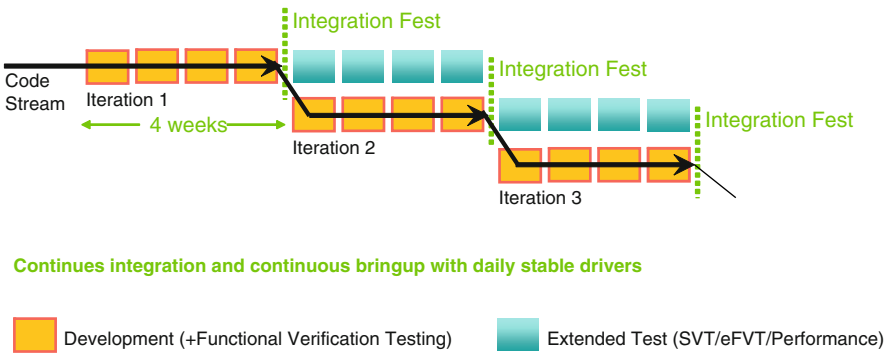 Integration Fest
Code
Stream
Iteration 1
4 weeks
Integration Fest
Iteration 2
Integration Fest
Iteration 3
Continues integration and continuous bringup with daily stable drivers
Development (+Functional Verification Testing)
Extended Test (SVT/eFVT/Performance)